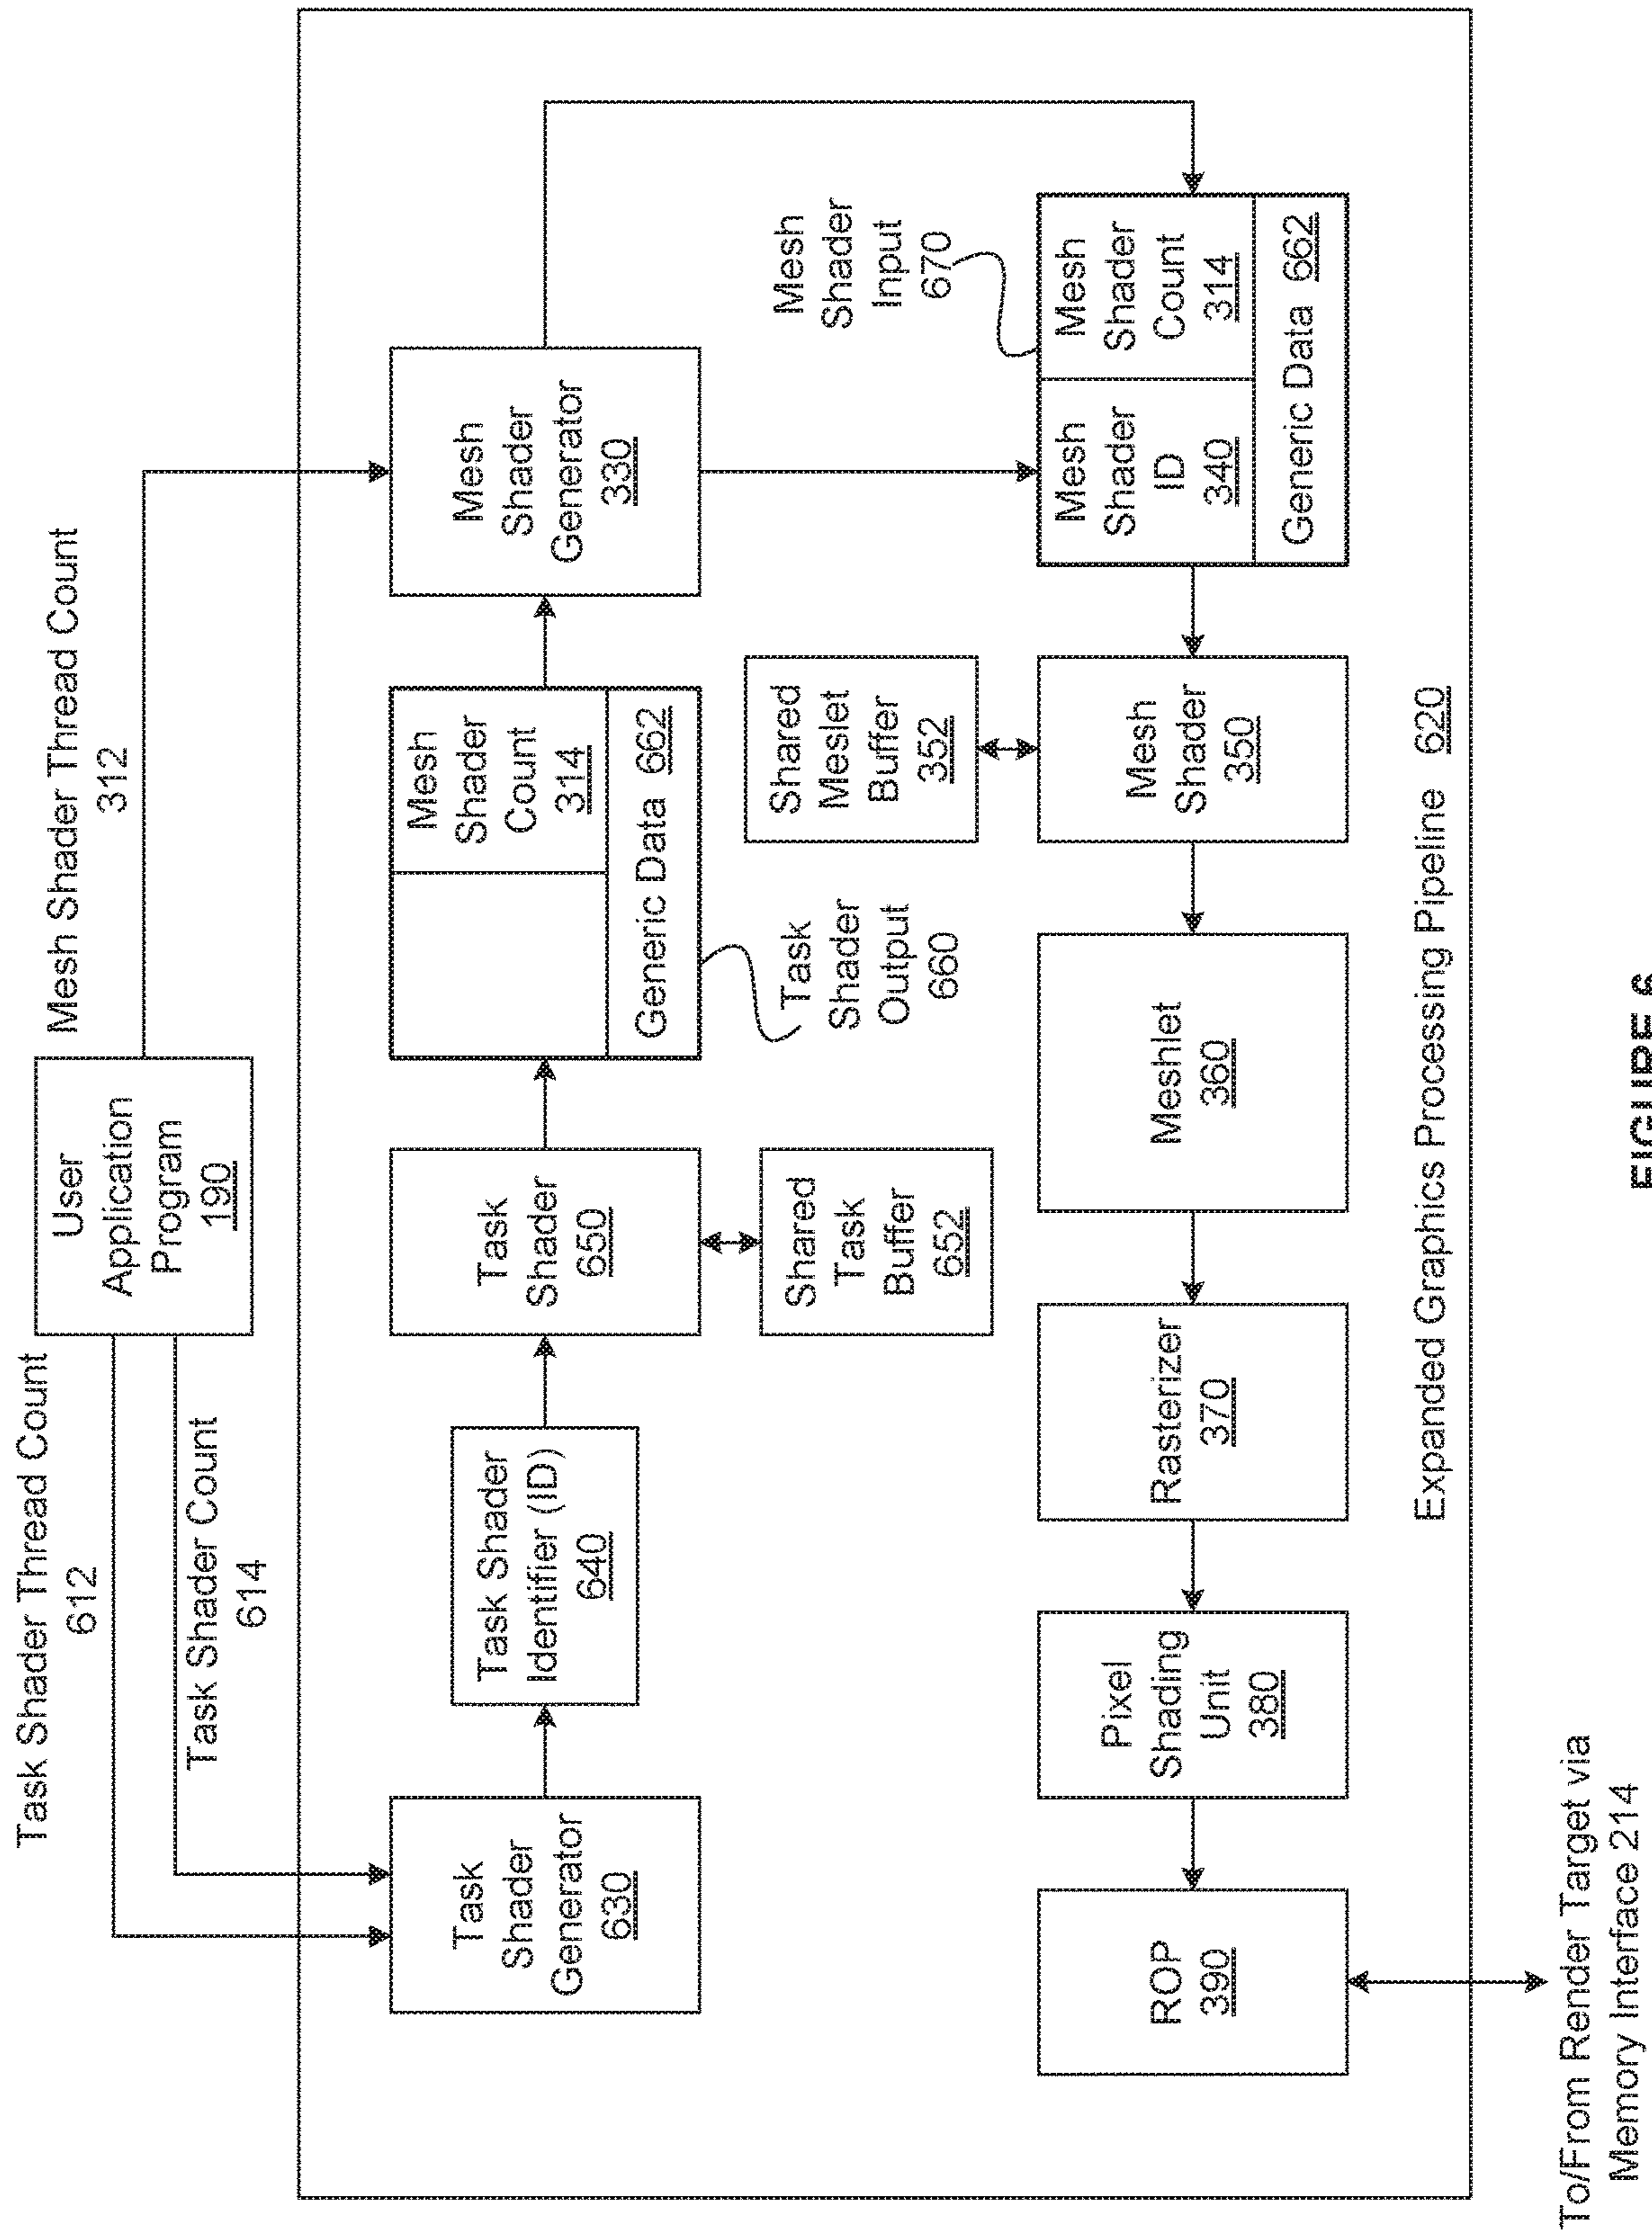 Task Shader Thread Count
612
Task Shader Count
614
User
Application
Program
190
Mesh Shader Thread Count
312
Task
Shader
Generator
630
Task Shader
Identifier (ID)
640
Task
Shader
650
Shared
Task
Buffer
652
Mesh
Shader
Count
314
Generic Data 662
Task
Shader
Output
660
Mesh
Shader
Generator
330
Mesh
Shader
Input
670
Mesh
Shader
ID
340
Mesh
Shader
Count
314
Generic Data 662
Shared
Meslet
Buffer
352
Mesh
Shader
350
Meshlet
360
Rasterizer
370
Pixel
Shading
Unit
380
ROP
390
Expanded Graphics Processing Pipeline 620
To/From Render Target via
Memory Interface 214
FIGURE 6